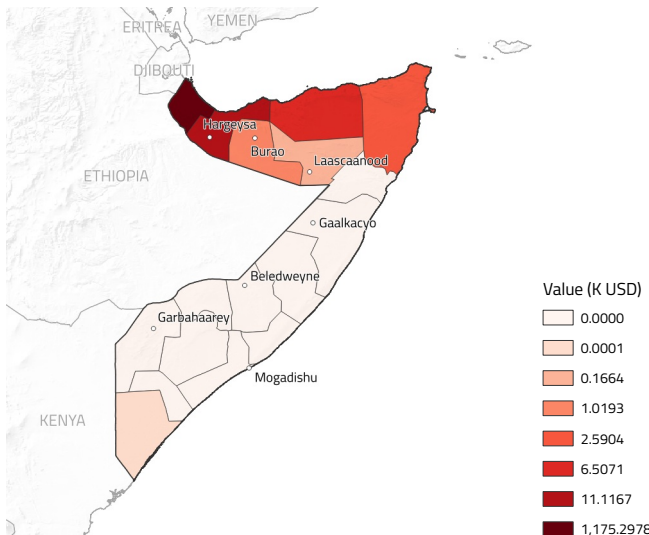 YEMEN
ERITREA
DJIBOUTI
Hargeysa
Burao
Laascaanood
ETHIOPIA
Gaalkacyo
Beledweyne
Garbahaarey
Mogadishu
KENYA
Value (K USD)
0.0000
0.0001
0.1664
1.0193
2.5904
6.5071
11.1167
1,175.2978